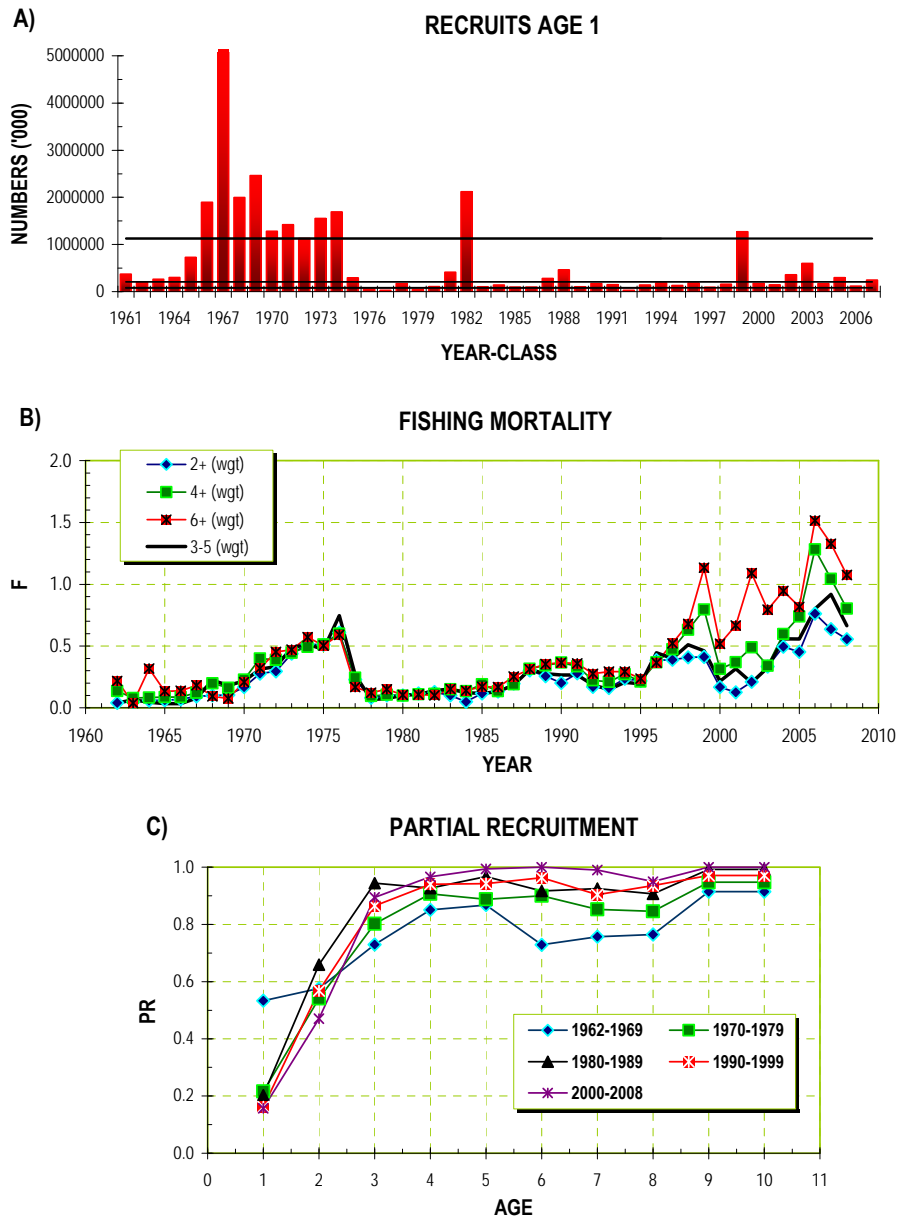 A)
RECRUITS AGE 1
NUMBERS ('000)
5000000
4000000
3000000
2000000
1000000
0
1961 1964 1967 1970 1973 1976 1979 1982 1985 1988 1991 1994 1997 2000 2003 2006
YEAR-CLASS
B)
FISHING MORTALITY
2+ (wgt)
4+ (wgt)
6+ (wgt)
3-5 (wgt)
F
2.0
1.5
1.0
0.5
0.0
1960 1965 1970 1975 1980 1985 1990 1995 2000 2005 2010
YEAR
C)
PARTIAL RECRUITMENT
PR
1.0
0.8
0.6
0.4
0.2
0.0
1962-1969 1970-1979
1980-1989 1990-1999
2000-2008
0 1 2 3 4 5 6 7 8 9 10 11
AGE